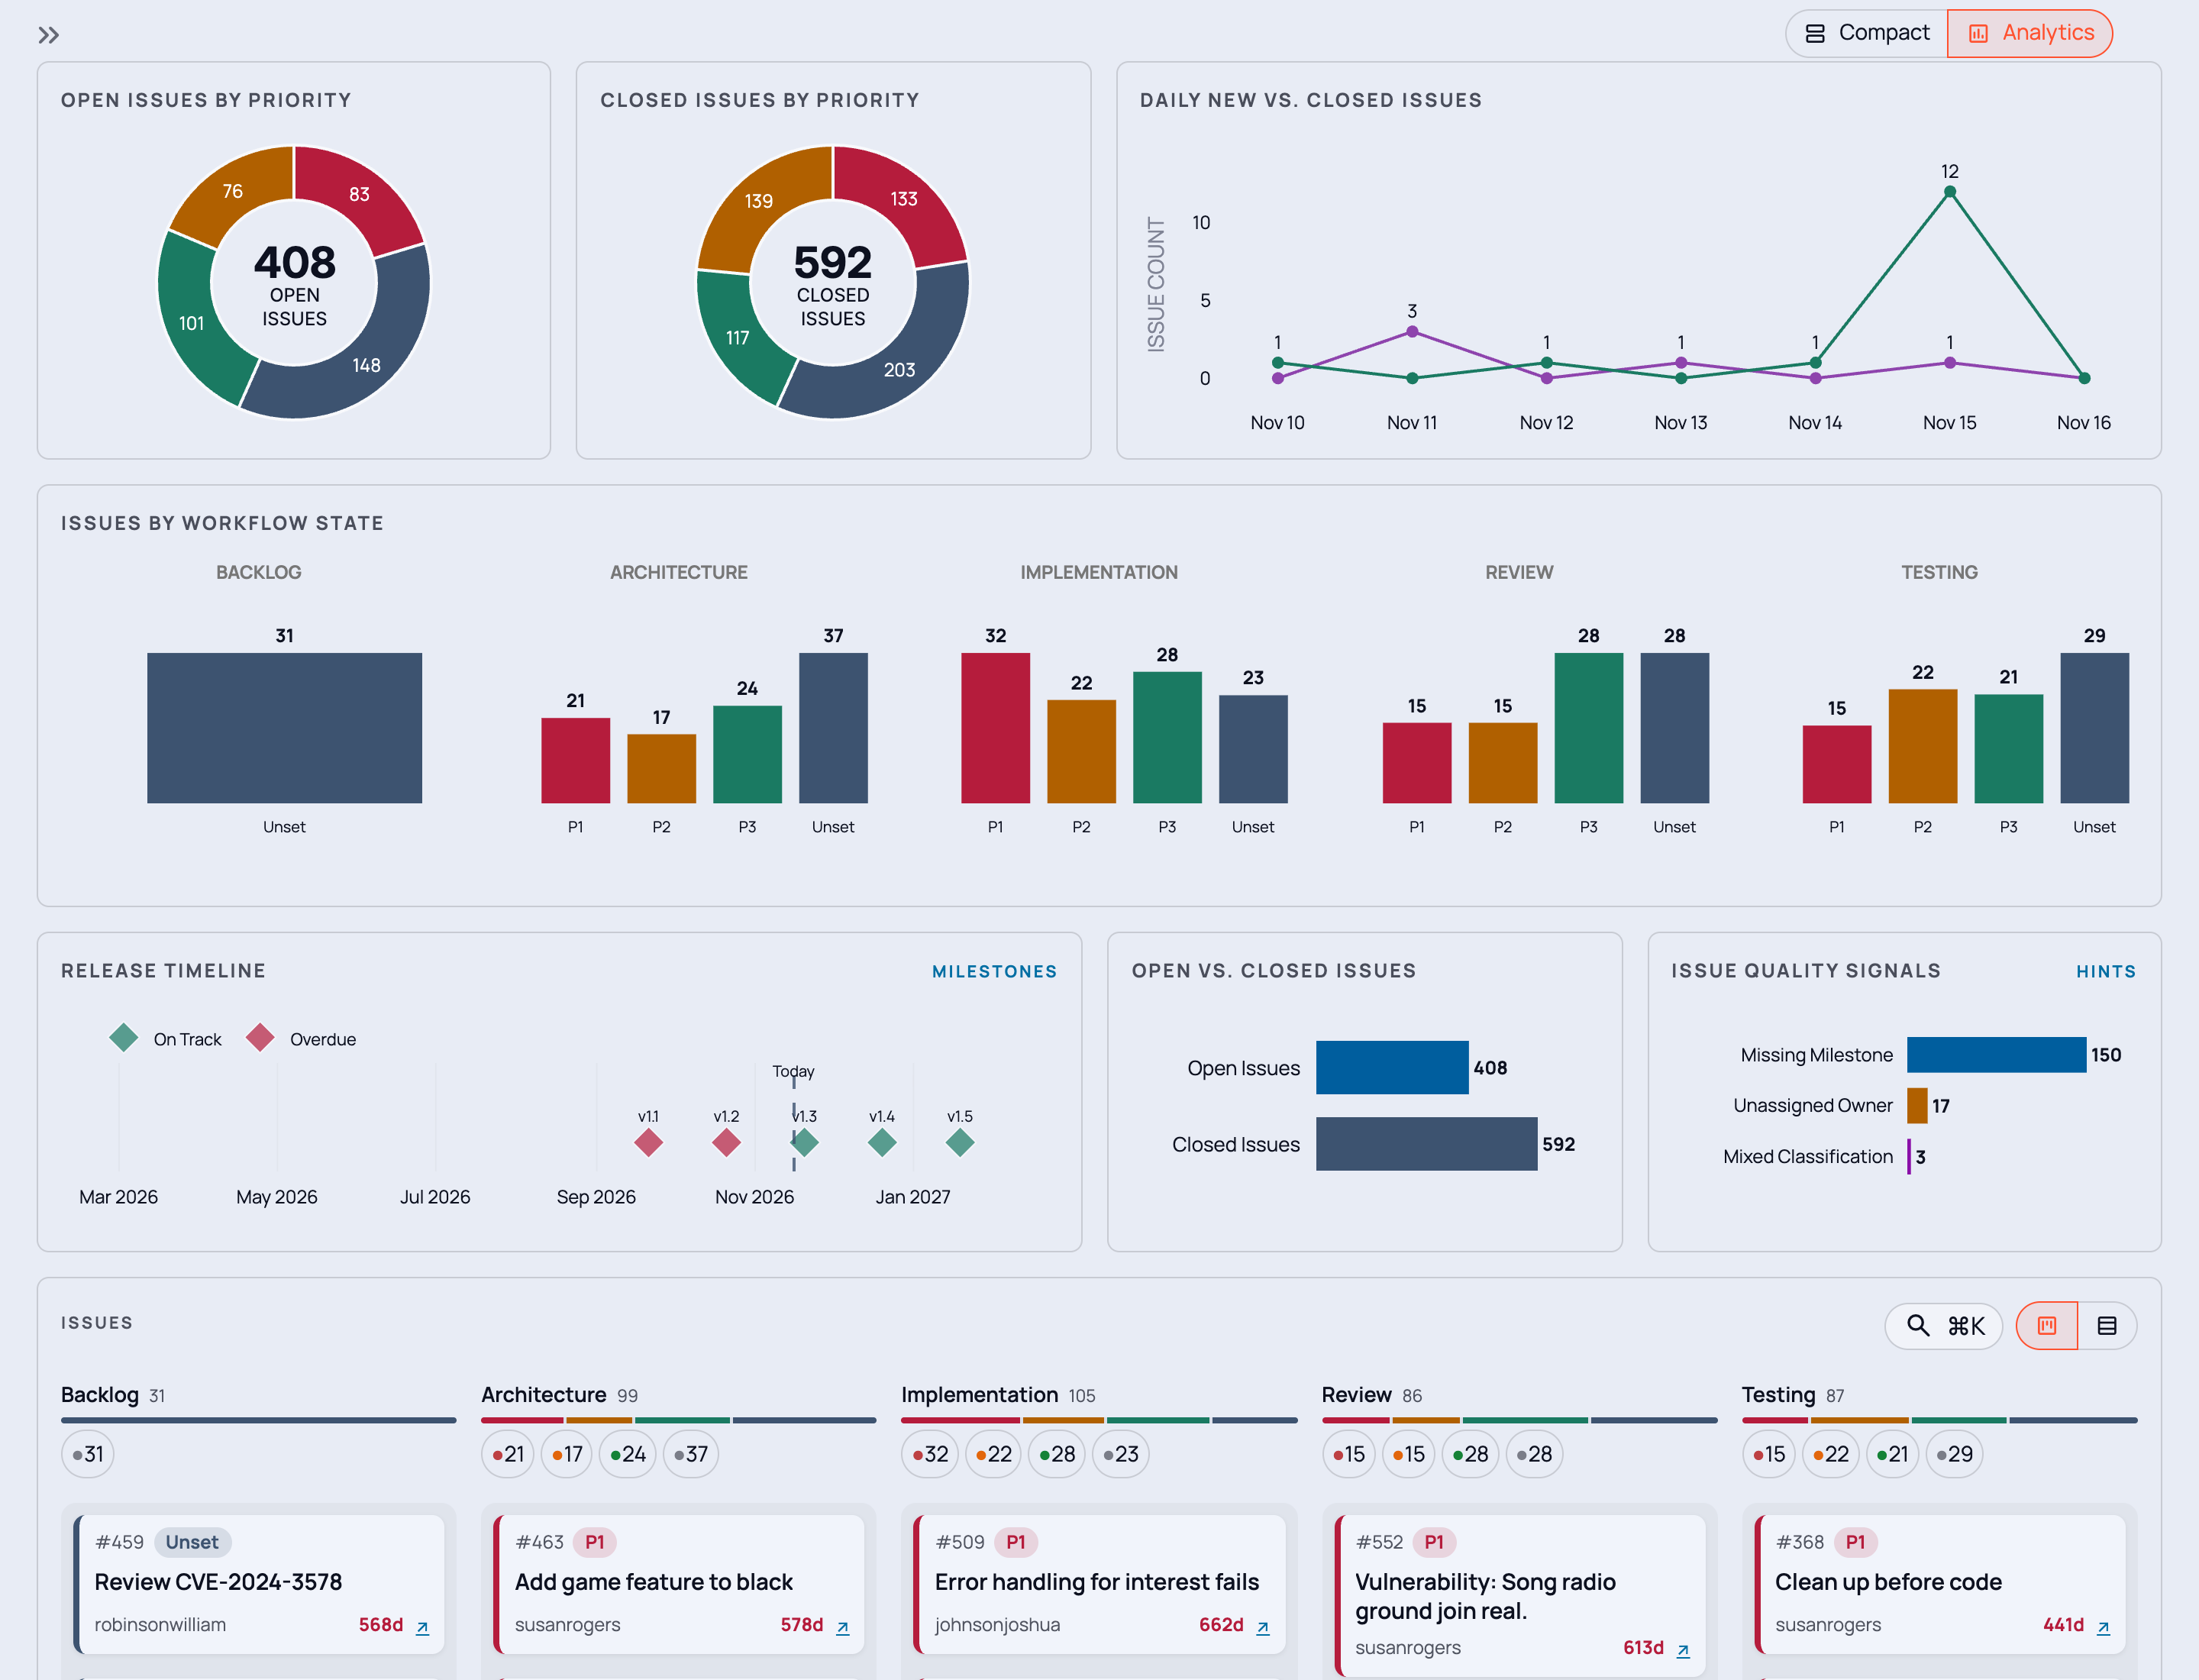 Compact
Analytics
OPEN ISSUES BY PRIORITY
76
83
408
OPEN
ISSUES
101
148
CLOSED ISSUES BY PRIORITY
139
133
592
CLOSED
ISSUES
117
203
DAILY NEW VS. CLOSED ISSUES
ISSUE COUNT
10
5
0
1
3
1
1
1
12
1
Nov 10
Nov 11
Nov 12
Nov 13
Nov 14
Nov 15
Nov 16
ISSUES BY WORKFLOW STATE
BACKLOG
31
Unset
ARCHITECTURE
21
17
24
37
P1
P2
P3
Unset
IMPLEMENTATION
32
22
28
23
P1
P2
P3
Unset
REVIEW
15
15
28
28
P1
P2
P3
Unset
TESTING
15
22
21
29
P1
P2
P3
Unset
RELEASE TIMELINE
MILESTONES
On Track
Overdue
Today
v1.1
v1.2
v1.3
v1.4
v1.5
Mar 2026
May 2026
Jul 2026
Sep 2026
Nov 2026
Jan 2027
OPEN VS. CLOSED ISSUES
Open Issues
408
Closed Issues
592
ISSUE QUALITY SIGNALS
HINTS
Missing Milestone
150
Unassigned Owner
17
Mixed Classification
3
ISSUES
⌘K
Backlog 31
31
#459 Unset
Review CVE-2024-3578
robinsonwilliam 568d
Architecture 99
21 17 24 37
#463 P1
Add game feature to black
susanrogers 578d
Implementation 105
32 22 28 23
#509 P1
Error handling for interest fails
johnsonjoshua 662d
Review 86
15 15 28 28
#552 P1
Vulnerability: Song radio
ground join real.
susanrogers 613d
Testing 87
15 22 21 29
#368 P1
Clean up before code
susanrogers 441d